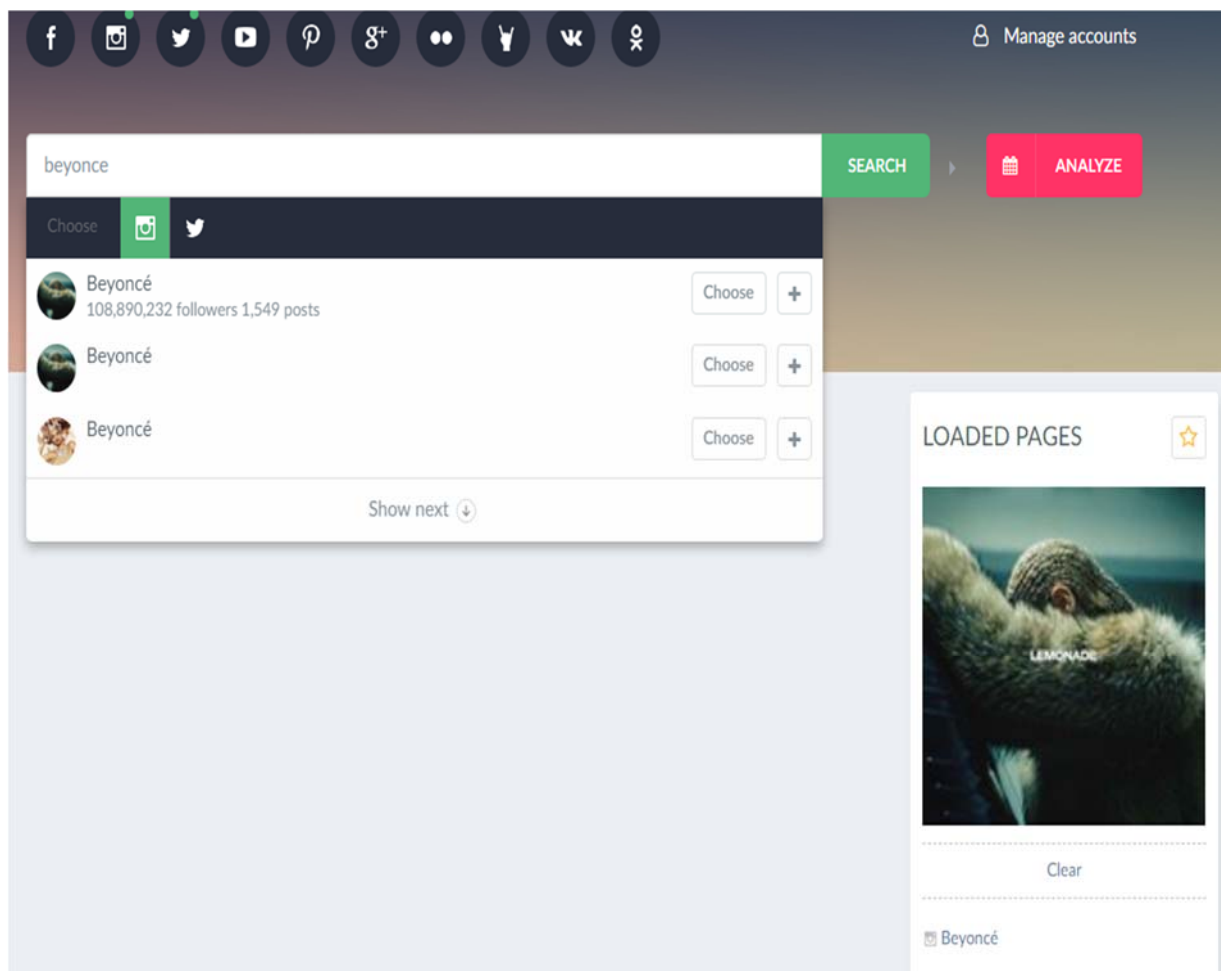 Manage accounts
beyonce
SEARCH
ANALYZE
Choose
Beyoncé
108,890,232 followers 1,549 posts
Choose
Beyoncé
Choose
Beyoncé
Choose
Show next
LOADED PAGES
LEMONADE
Clear
Beyoncé